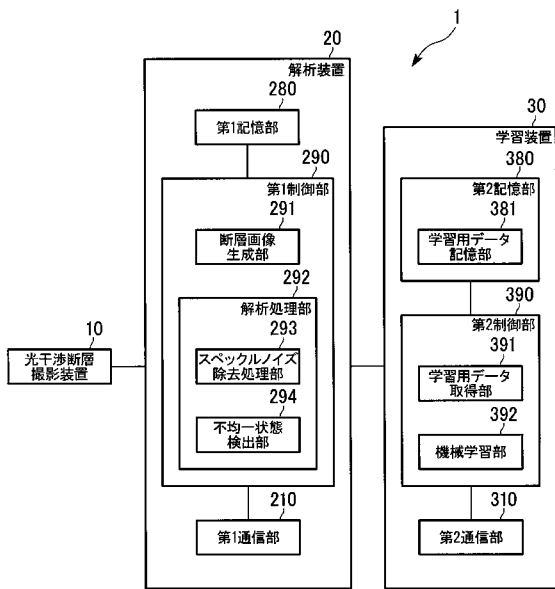 1
20
解析装置
280
第1記憶部
290
第1制御部
291
断層画像
生成部
292
解析処理部
293
スペックルノイズ
除去処理部
294
不均一状態
検出部
210
第1通信部
10
光干渉断層
撮影装置
30
学習装置
380
第2記憶部
381
学習用データ
記憶部
390
第2制御部
391
学習用データ
取得部
392
機械学習部
310
第2通信部